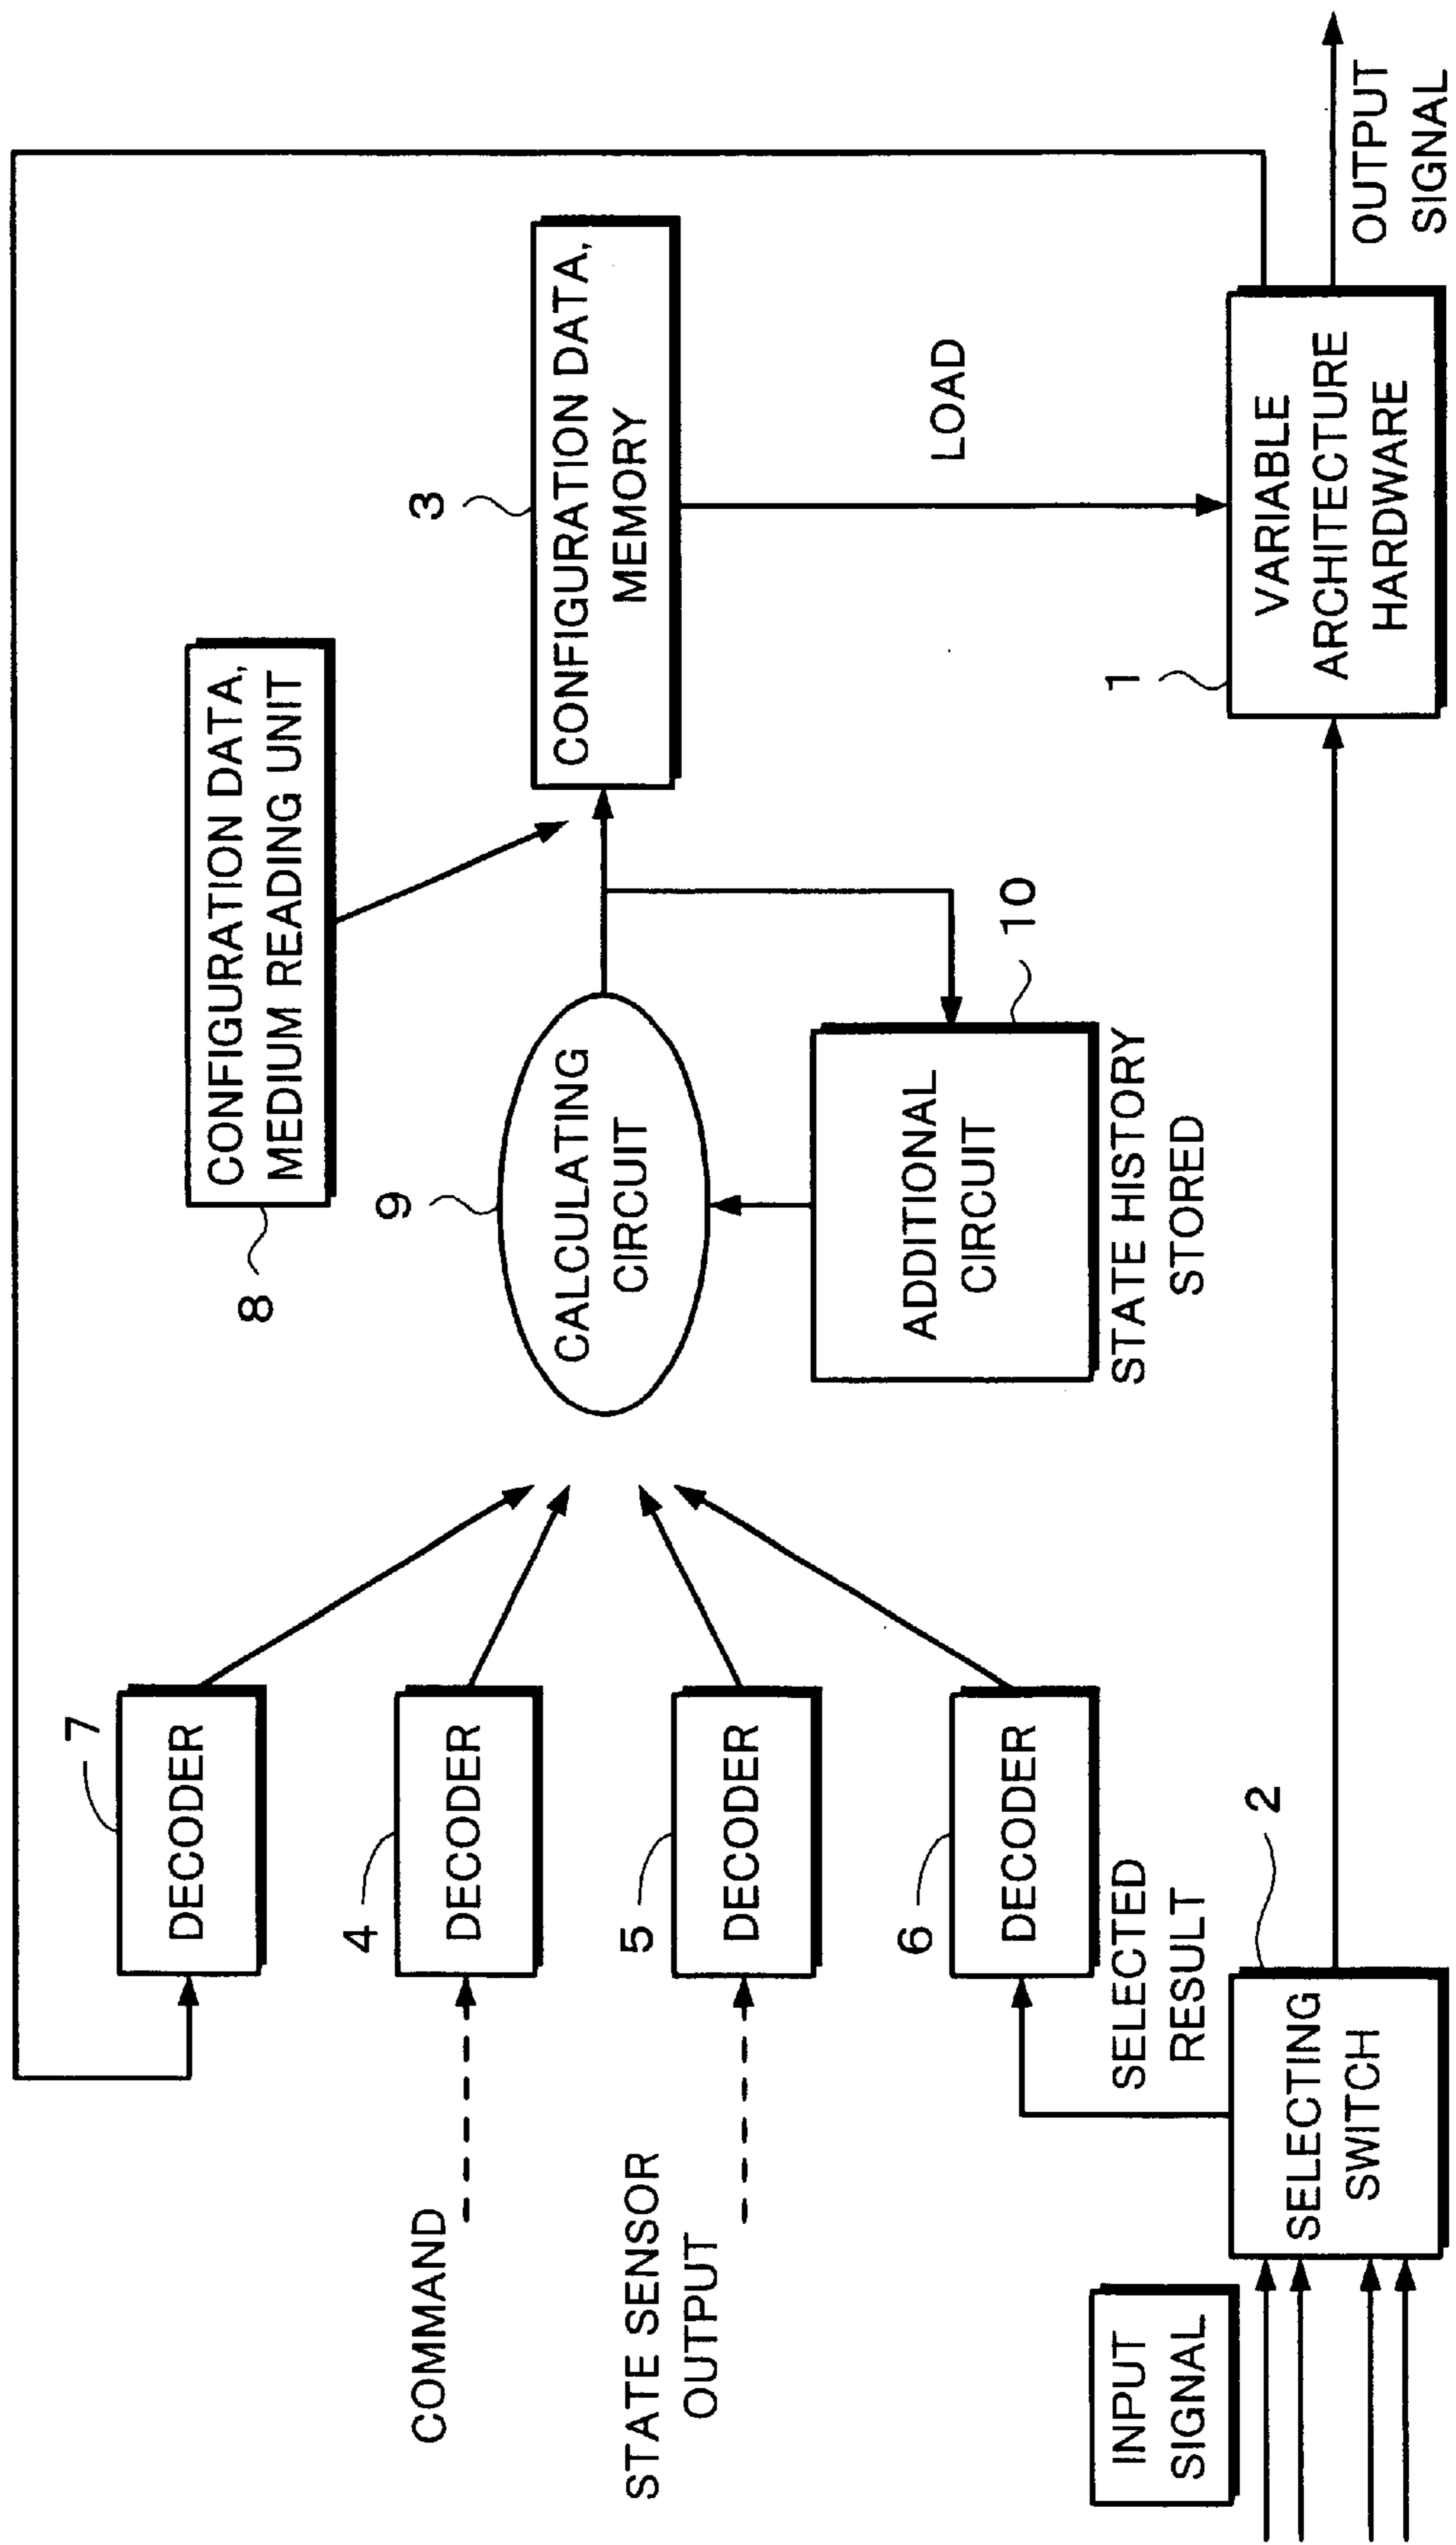 7
DECODER
4
DECODER
COMMAND
5
DECODER
STATE SENSOR
OUTPUT
6
DECODER
SELECTED
RESULT
INPUT
SIGNAL
2
SELECTING
SWITCH
8
CONFIGURATION DATA,
MEDIUM READING UNIT
9
CALCULATING
CIRCUIT
10
ADDITIONAL
CIRCUIT
STATE HISTORY
STORED
3
CONFIGURATION DATA,
MEMORY
LOAD
1
VARIABLE
ARCHITECTURE
HARDWARE
OUTPUT
SIGNAL